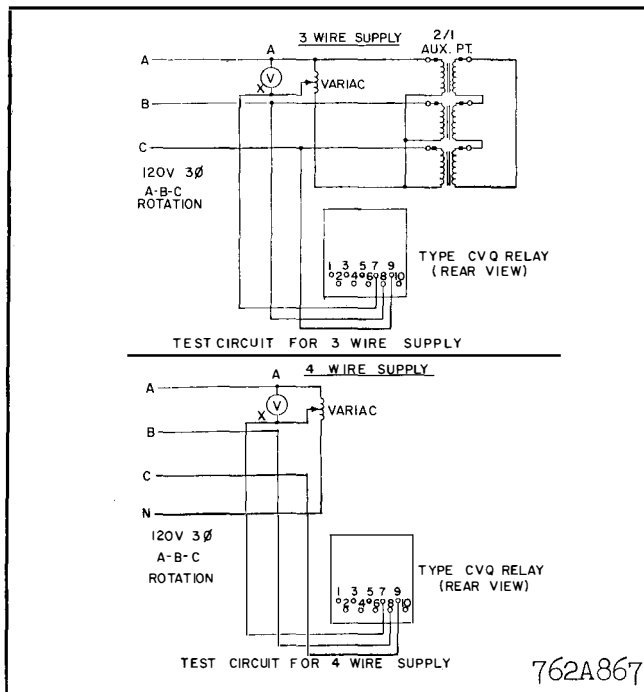 3 WIRE SUPPLY
2/1
AUX. PT.
A
A
V
X
VARIAC
B
C
120V 3Ø
A-B-C
ROTATION
1 2 3 4 5 6 7 8 9 10
TYPE CVQ RELAY
(REAR VIEW)
TEST CIRCUIT FOR 3 WIRE SUPPLY
4 WIRE SUPPLY
A
A
V
X
VARIAC
B
C
N
120V 3Ø
A-B-C
ROTATION
1 2 3 4 5 6 7 8 9 10
TYPE CVQ RELAY
(REAR VIEW)
TEST CIRCUIT FOR 4 WIRE SUPPLY
762A867